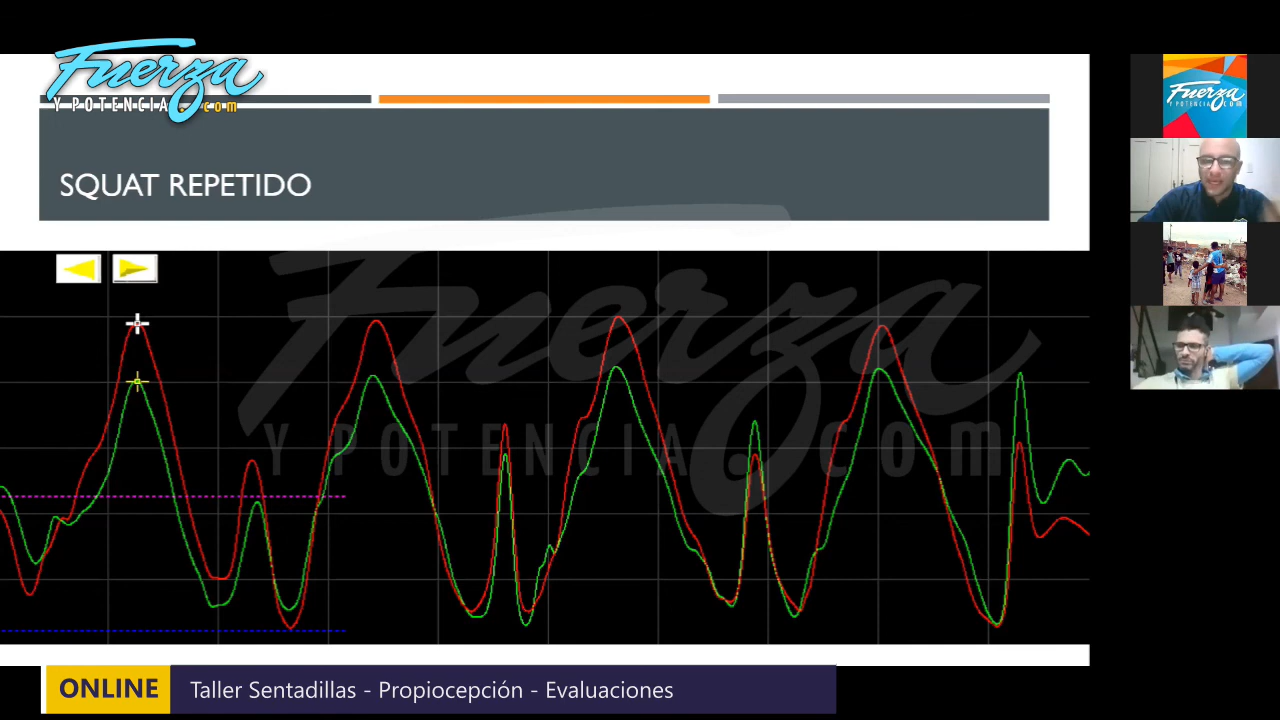 Fuerza
Y POTENCIA.com
SQUAT REPETIDO
Fuerza
Y POTENCIA.com
Fuerza
Y POTENCIA.com
ONLINE
Taller Sentadillas - Propiocepción - Evaluaciones